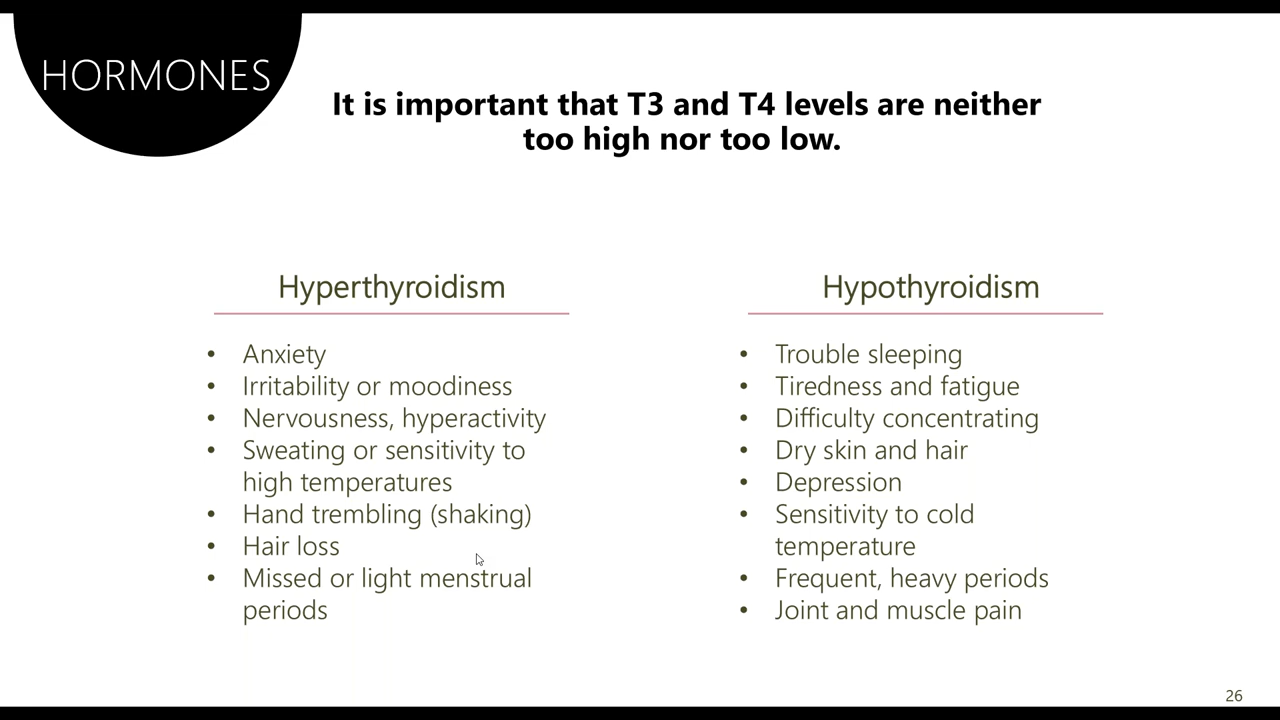 HORMONES
It is important that T3 and T4 levels are neither
too high nor too low.
Hyperthyroidism
• Anxiety
• Irritability or moodiness
• Nervousness, hyperactivity
• Sweating or sensitivity to
high temperatures
• Hand trembling (shaking)
• Hair loss
• Missed or light menstrual
periods
Hypothyroidism
• Trouble sleeping
• Tiredness and fatigue
• Difficulty concentrating
• Dry skin and hair
• Depression
• Sensitivity to cold
temperature
• Frequent, heavy periods
• Joint and muscle pain
26